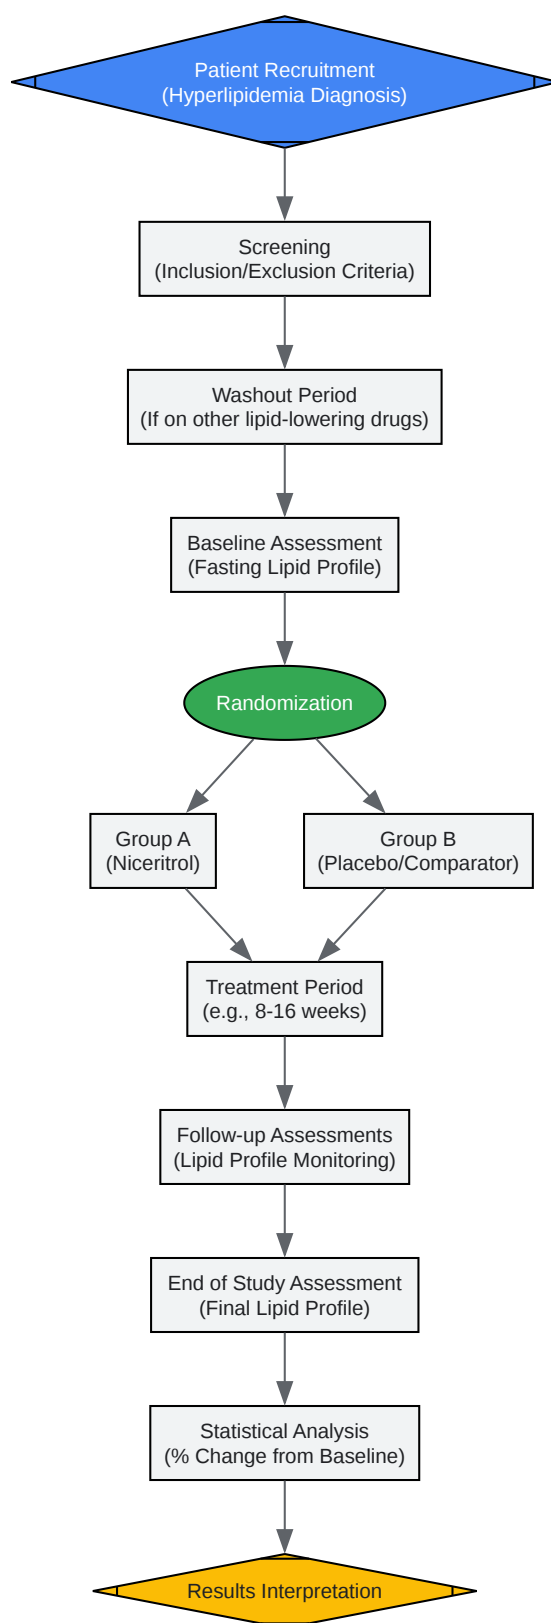 Patient Recruitment
(Hyperlipidemia Diagnosis)
Screening
(Inclusion/Exclusion Criteria)
Washout Period
(If on other lipid-lowering drugs)
Baseline Assessment
(Fasting Lipid Profile)
Randomization
Group A
(Niceritrol)
Group B
(Placebo/Comparator)
Treatment Period
(e.g., 8-16 weeks)
Follow-up Assessments
(Lipid Profile Monitoring)
End of Study Assessment
(Final Lipid Profile)
Statistical Analysis
(% Change from Baseline)
Results Interpretation